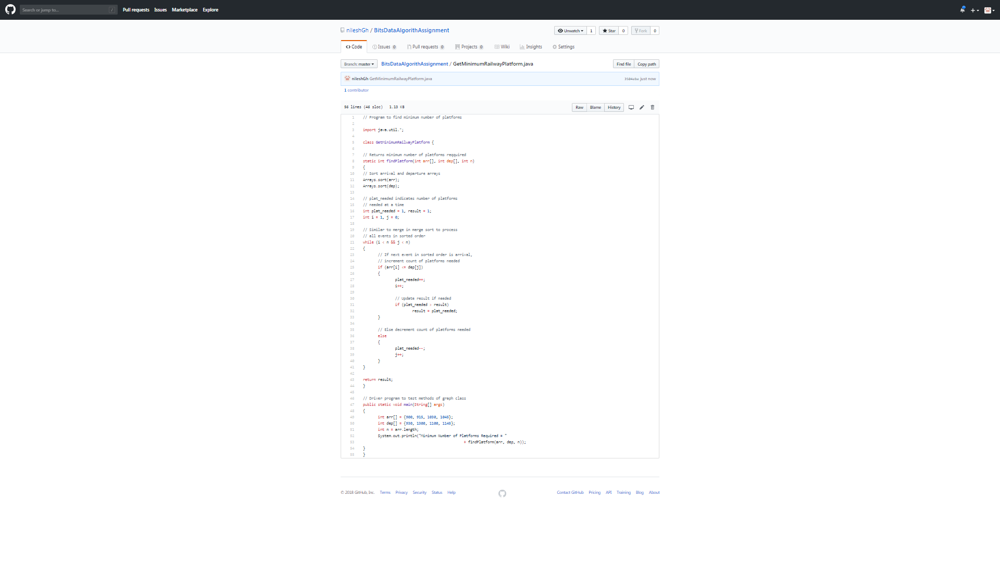 Search or jump to... /
Pull requests Issues Marketplace Explore
nileshGh / BitsDataAlgorithAssignment
Unwatch 1 Star 0 Fork 0
Code Issues 0 Pull requests 0 Projects 0 Wiki Insights Settings
Branch: master BitsDataAlgorithAssignment / GetMinimumRailwayPlatform.java Find file Copy path
nileshGh GetMinimumRailwayPlatform.java 3504ebe just now
1 contributor
56 lines (46 sloc) 1.13 KB Raw Blame History
1 // Program to find minimum number of platforms
2
3 import java.util.*;
4
5 class GetMinimumRailwayPlatform {
6
7 // Returns minimum number of platforms reqquired
8 static int findPlatform(int arr[], int dep[], int n)
9 {
10 // Sort arrival and departure arrays
11 Arrays.sort(arr);
12 Arrays.sort(dep);
13
14 // plat_needed indicates number of platforms
15 // needed at a time
16 int plat_needed = 1, result = 1;
17 int i = 1, j = 0;
18
19 // Similar to merge in merge sort to process
20 // all events in sorted order
21 while (i < n && j < n)
22 {
23 // If next event in sorted order is arrival,
24 // increment count of platforms needed
25 if (arr[i] <= dep[j])
26 {
27 plat_needed++;
28 i++;
29
30 // Update result if needed
31 if (plat_needed > result)
32 result = plat_needed;
33 }
34
35 // Else decrement count of platforms needed
36 else
37 {
38 plat_needed--;
39 j++;
40 }
41 }
42
43 return result;
44 }
45
46 // Driver program to test methods of graph class
47 public static void main(String[] args)
48 {
49 int arr[] = {900, 915, 1030, 1045};
50 int dep[] = {930, 1300, 1100, 1145};
51 int n = arr.length;
52 System.out.println("Minimum Number of Platforms Required = "
53 + findPlatform(arr, dep, n));
54 }
55 }
© 2018 GitHub, Inc. Terms Privacy Security Status Help Contact GitHub Pricing API Training Blog About